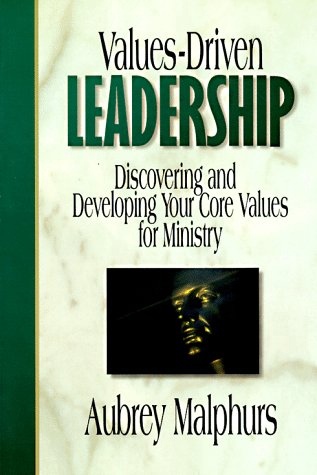 Values-Driven
LEADERSHIP
Discovering and
Developing Your Core Values
for Ministry
Aubrey Malphurs